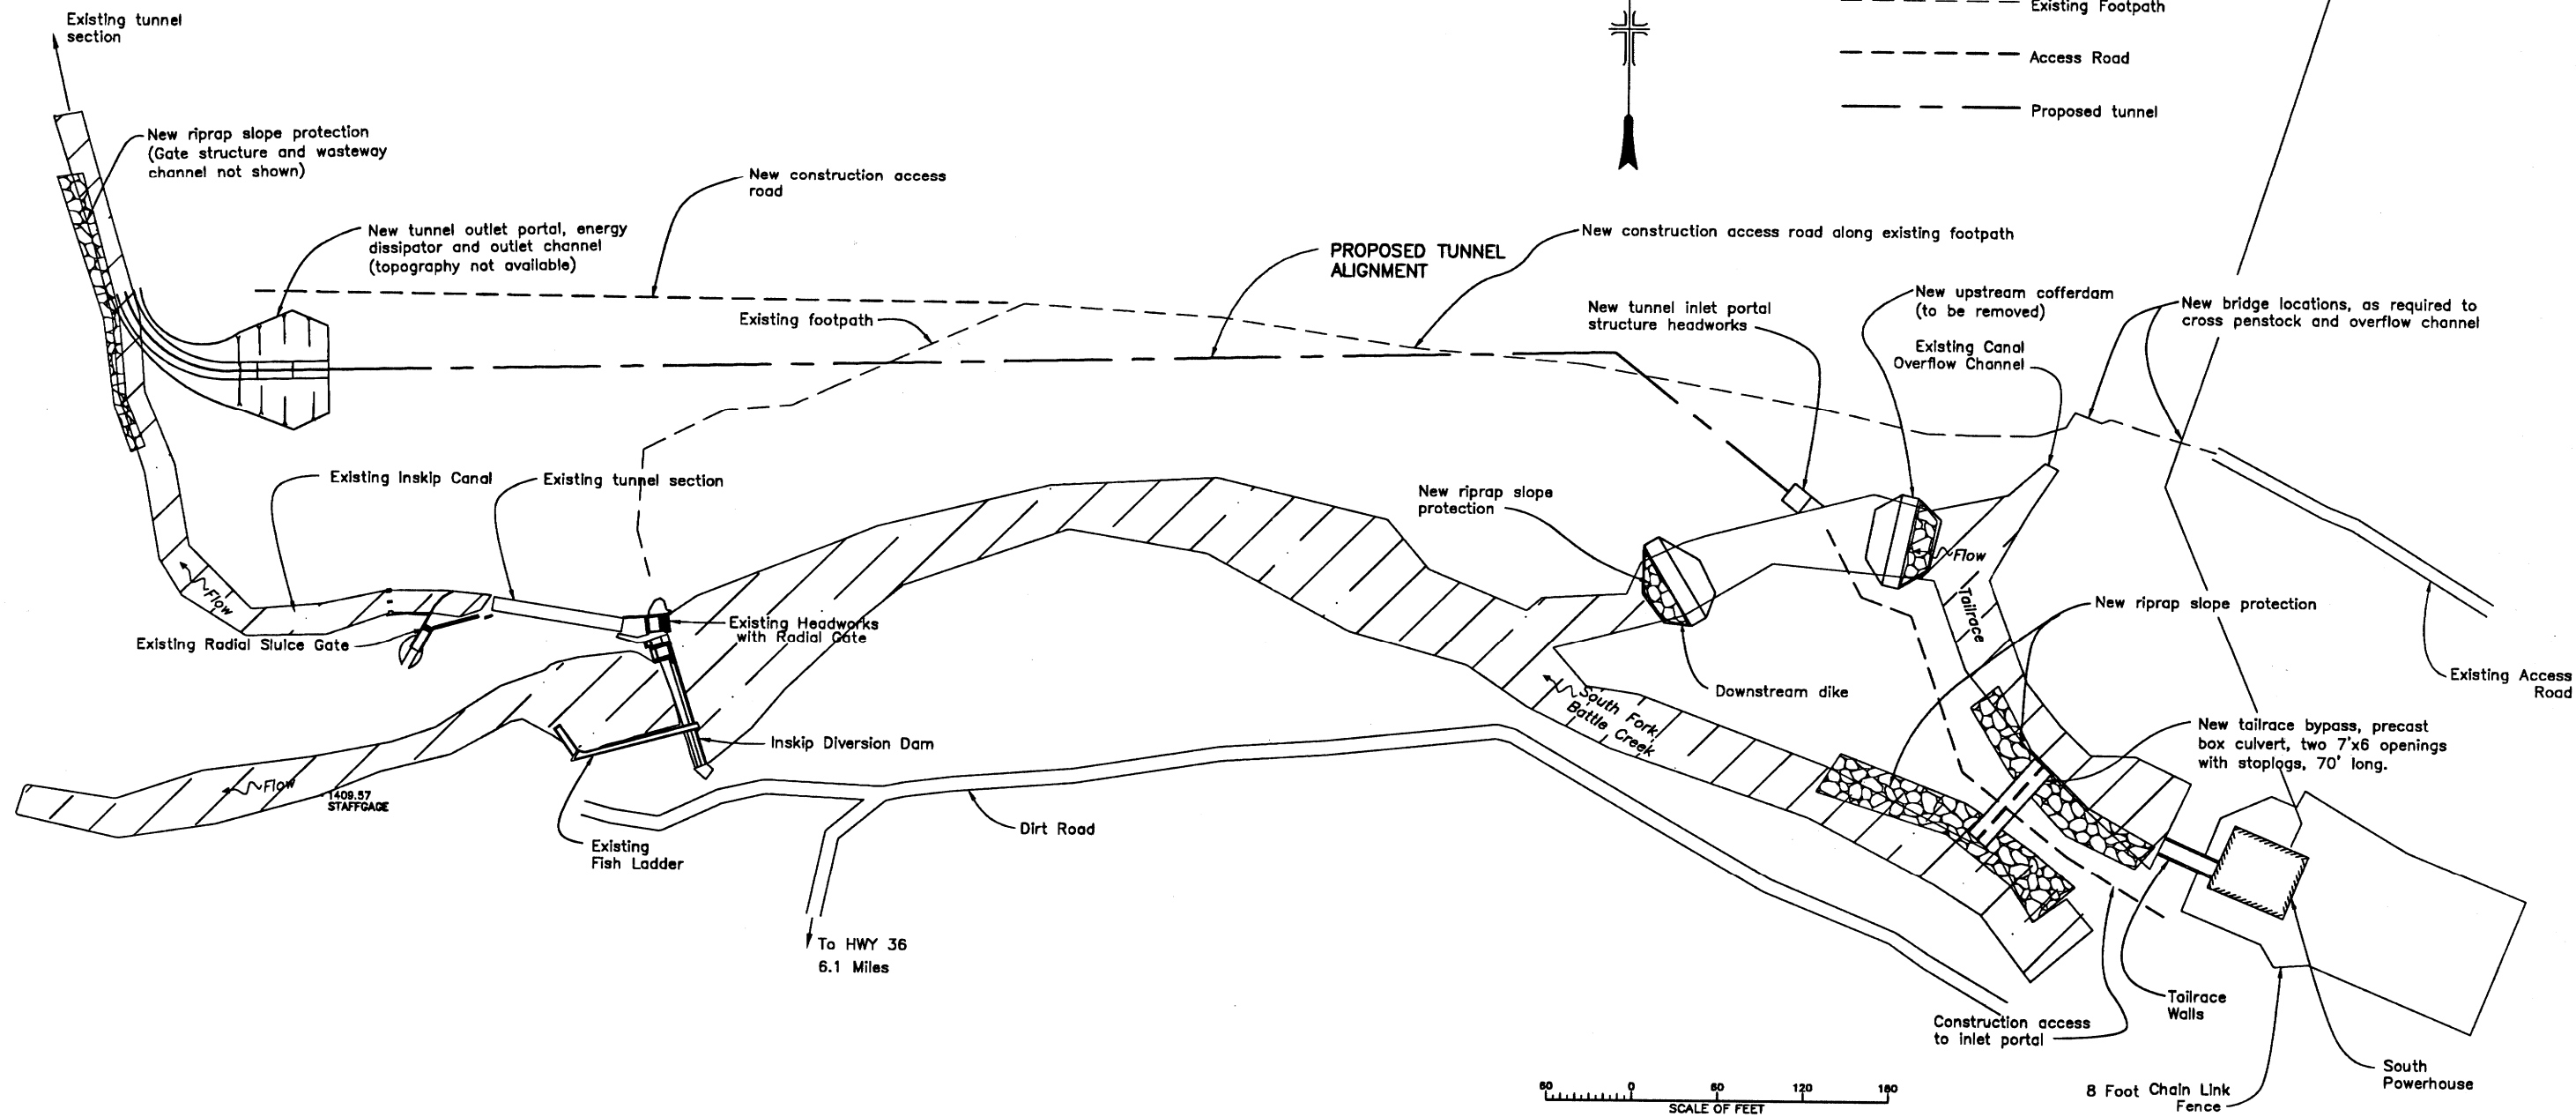 Existing tunnel
section
Existing Footpath
Access Road
Proposed tunnel
New riprap slope protection
(Gate structure and wasteway
channel not shown)
New construction access
road
New tunnel outlet portal, energy
dissipator and outlet channel
(topography not available)
PROPOSED TUNNEL
ALIGNMENT
New construction access road along existing footpath
Existing footpath
New tunnel inlet portal
structure headworks
New upstream cofferdam
(to be removed)
Existing Canal
Overflow Channel
New bridge locations, as required to
cross penstock and overflow channel
Existing Inskip Canal
Existing tunnel section
New riprap slope
protection
Flow
Flow
Tailrace
New riprap slope protection
Existing Radial Sluice Gate
Existing Headworks
with Radial Gate
Existing Access
Road
Downstream dike
South Fork
Battle Creek
New tailrace bypass, precast
box culvert, two 7'x6 openings
with stoplogs, 70' long.
Inskip Diversion Dam
Flow
1409.57
STAFFGAGE
Dirt Road
Existing
Fish Ladder
To HWY 36
6.1 Miles
Tailrace
Walls
Construction access
to inlet portal
South
Powerhouse
8 Foot Chain Link
Fence
60 0 60 120 180
SCALE OF FEET